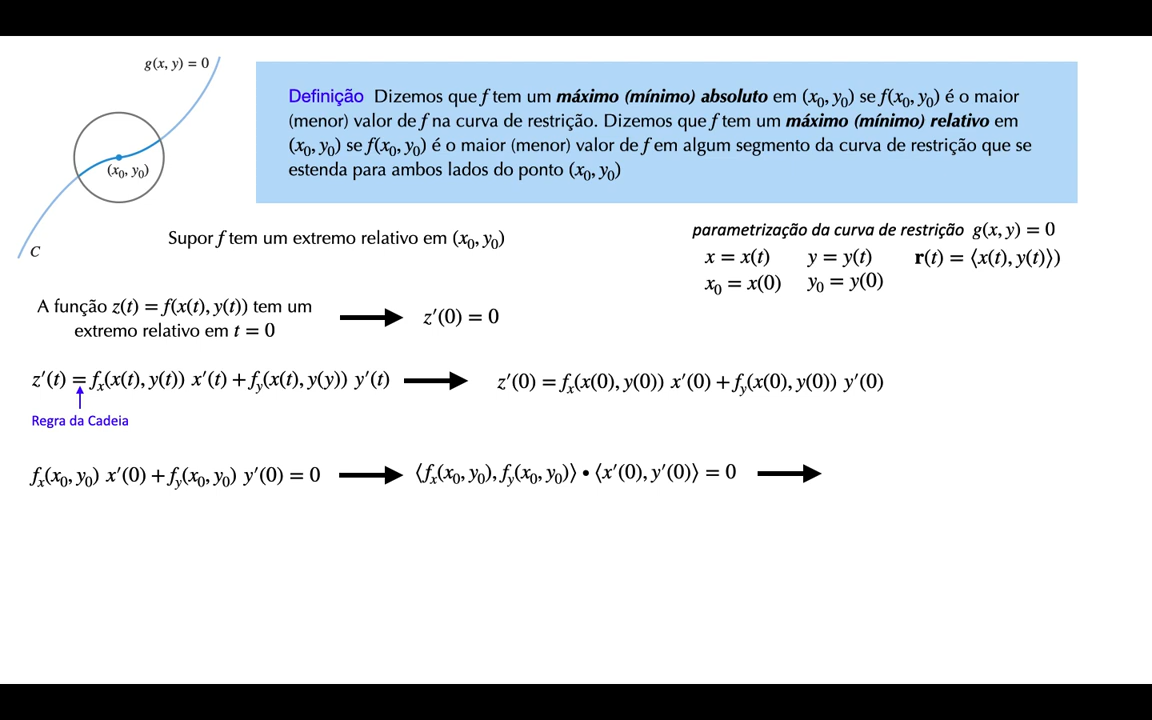 g(x, y) = 0
(x₀, y₀)
C
Definição Dizemos que f tem um máximo (mínimo) absoluto em (x₀, y₀) se f(x₀, y₀) é o maior
(menor) valor de f na curva de restrição. Dizemos que f tem um máximo (mínimo) relativo em
(x₀, y₀) se f(x₀, y₀) é o maior (menor) valor de f em algum segmento da curva de restrição que se
estenda para ambos lados do ponto (x₀, y₀)
Supor f tem um extremo relativo em (x₀, y₀)
parametrização da curva de restrição g(x, y) = 0
x = x(t) y = y(t) r(t) = ⟨x(t), y(t)⟩)
x₀ = x(0) y₀ = y(0)
A função z(t) = f(x(t), y(t)) tem um
extremo relativo em t = 0
z′(0) = 0
z′(t) = fₓ(x(t), y(t)) x′(t) + f_y(x(t), y(y)) y′(t)
z′(0) = fₓ(x(0), y(0)) x′(0) + f_y(x(0), y(0)) y′(0)
Regra da Cadeia
fₓ(x₀, y₀) x′(0) + f_y(x₀, y₀) y′(0) = 0
⟨fₓ(x₀, y₀), f_y(x₀, y₀)⟩ • ⟨x′(0), y′(0)⟩ = 0